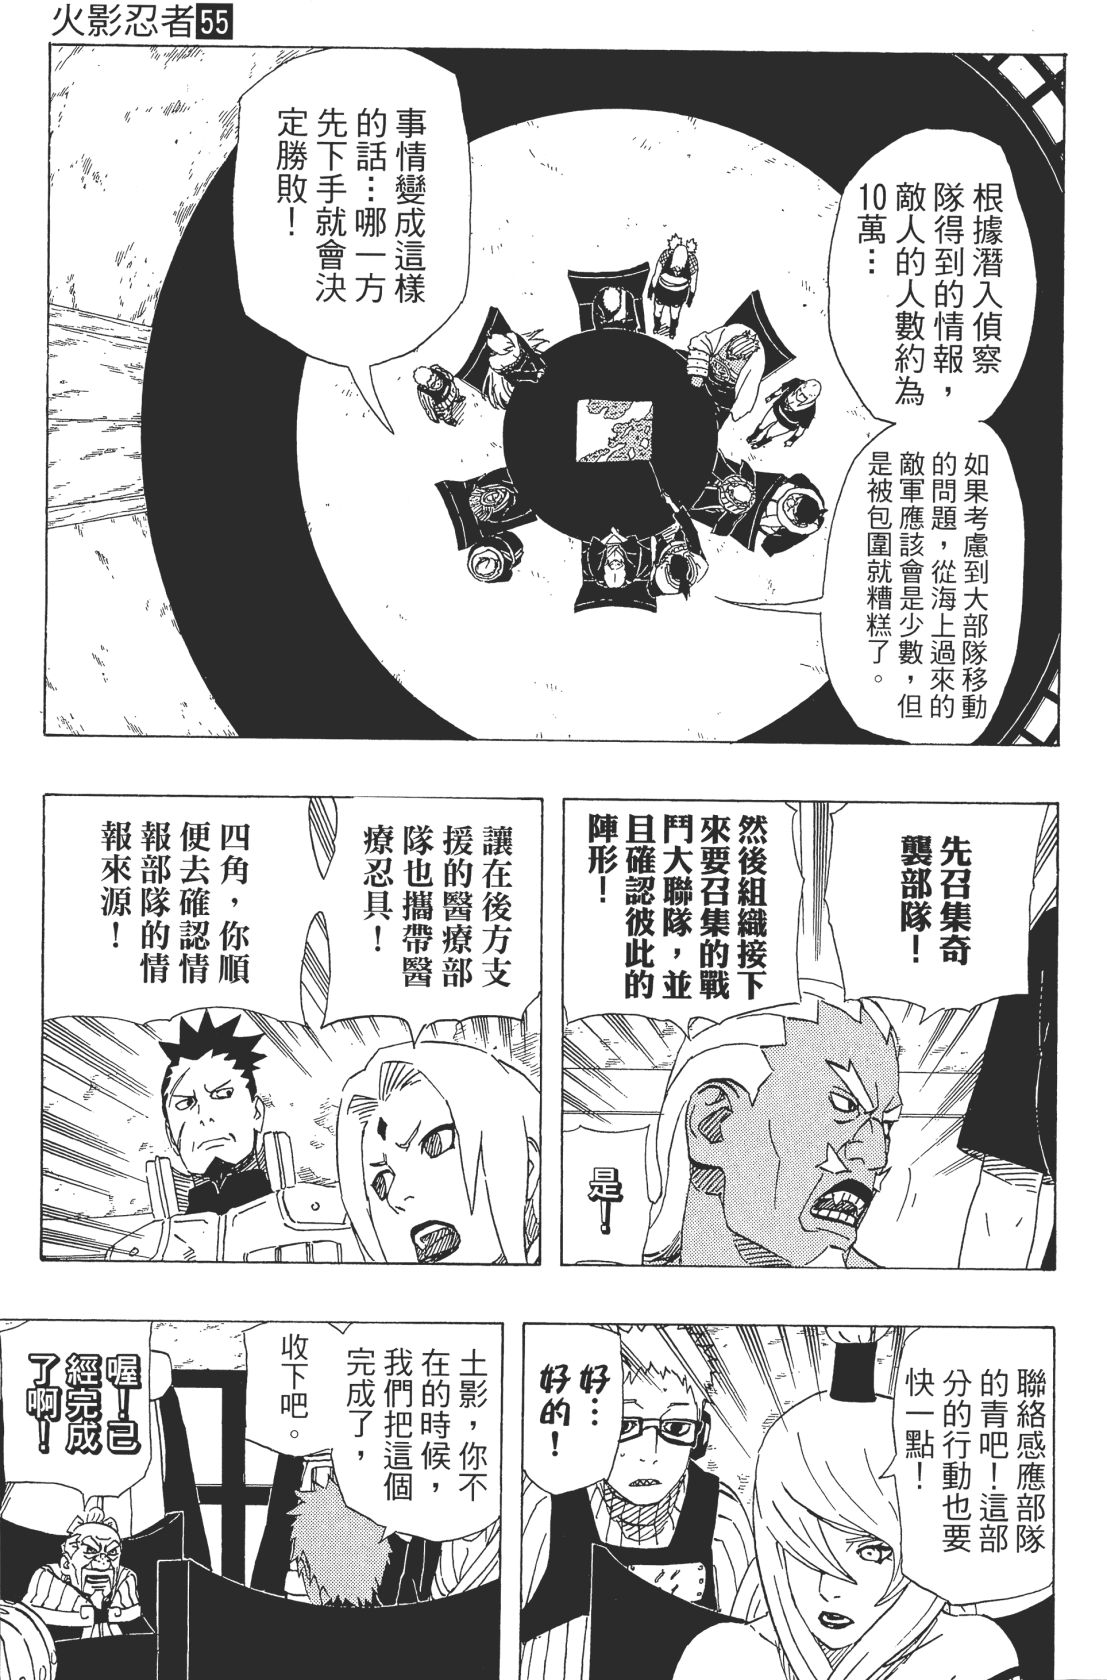 火影忍者55
根據潛入偵察
隊得到的情報，
敵人的人數約為
10萬…
如果考慮到大部隊移動
的問題，從海上過來的
敵軍應該會是少數，但
是被包圍就糟糕了。
事情變成這樣
的話…哪一方
先下手就會決
定勝敗！
先召集奇
襲部隊！
然後組織接下
來要召集的戰
鬥大聯隊，並
且確認彼此的
陣形！
是！
讓在後方支
援的醫療部
隊也攜帶醫
療忍具！
四角，你順
便去確認情
報部隊的情
報來源！
聯絡感應部隊
的青吧！這部
分的行動也要
快一點！
好…
好的！
土影，你不
在的時候，
我們把這個
完成了，
收下吧。
喔！已
經完成
了啊！